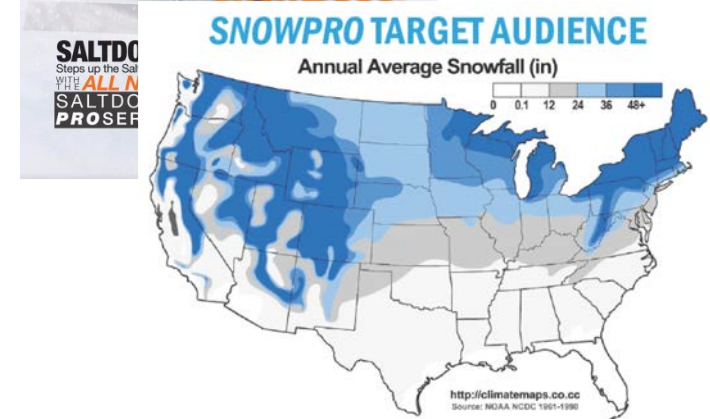 SNOWPRO TARGET AUDIENCE
Annual Average Snowfall (in)
0 0.1 12 24 36 48+
SALTDO
Steps up the Sal
WITH THE ALL N
SALTDO
PROSER
http://climatemaps.co.cc
Source: NOAA NCDC 1961-1990